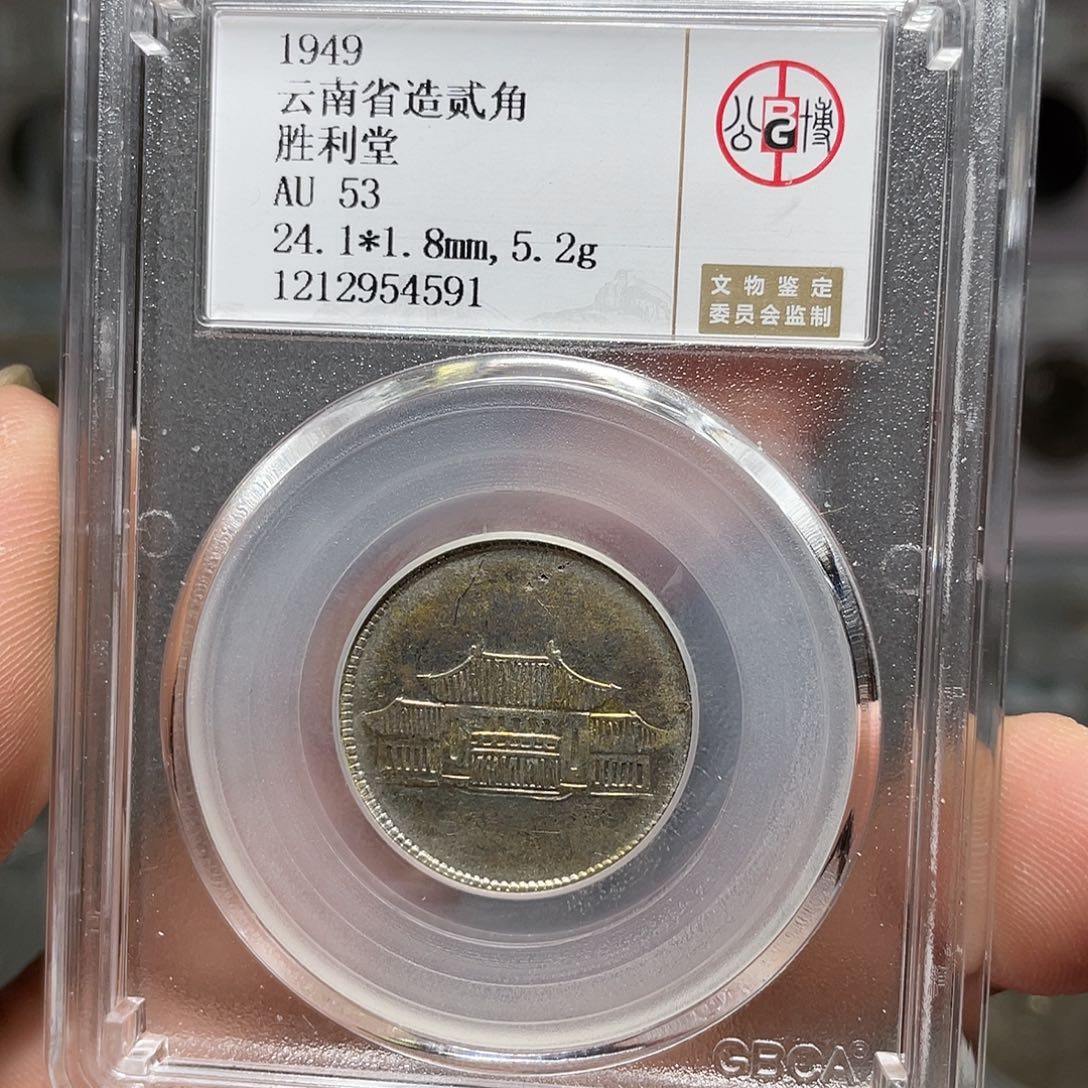 1949
云南省造贰角
胜利堂
AU 53
24.1*1.8mm, 5.2g
1212954591
公 BG 博
文物鉴定
委员会监制
GBCA®